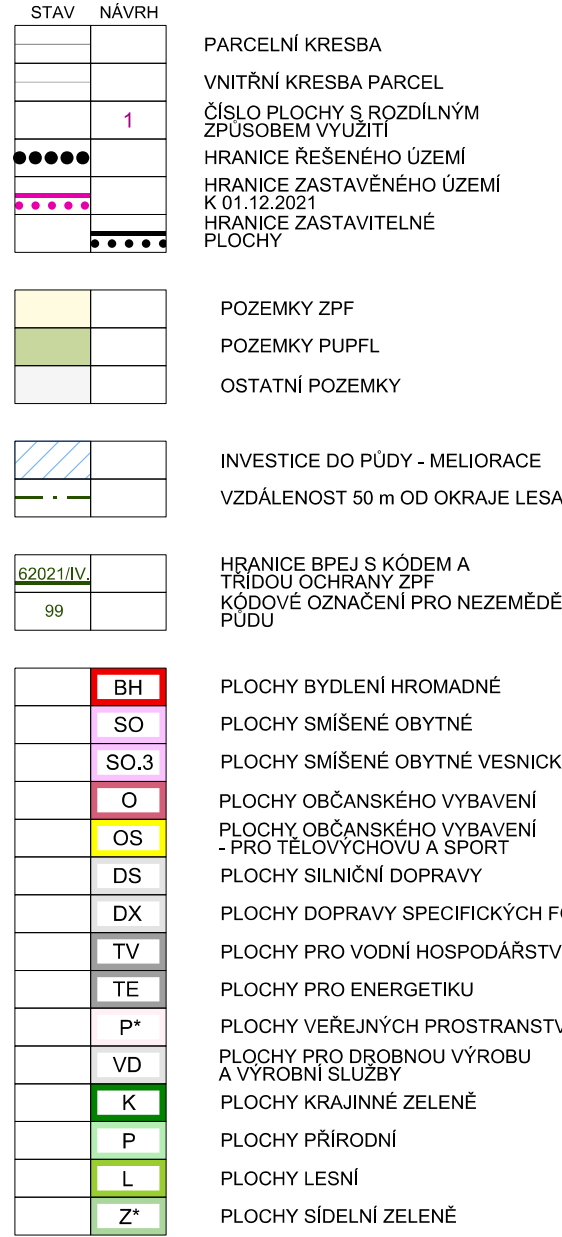 STAV NÁVRH
PARCELNÍ KRESBA
VNITŘNÍ KRESBA PARCEL
1 ČÍSLO PLOCHY S ROZDÍLNÝM
ZPŮSOBEM VYUŽITÍ
HRANICE ŘEŠENÉHO ÚZEMÍ
HRANICE ZASTAVĚNÉHO ÚZEMÍ
K 01.12.2021
HRANICE ZASTAVITELNÉ
PLOCHY
POZEMKY ZPF
POZEMKY PUPFL
OSTATNÍ POZEMKY
INVESTICE DO PŮDY - MELIORACE
VZDÁLENOST 50 m OD OKRAJE LESA
62021/IV. HRANICE BPEJ S KÓDEM A
TŘÍDOU OCHRANY ZPF
99 KÓDOVÉ OZNAČENÍ PRO NEZEMĚDĚ
PŮDU
BH PLOCHY BYDLENÍ HROMADNÉ
SO PLOCHY SMÍŠENÉ OBYTNÉ
SO.3 PLOCHY SMÍŠENÉ OBYTNÉ VESNICK
O PLOCHY OBČANSKÉHO VYBAVENÍ
OS PLOCHY OBČANSKÉHO VYBAVENÍ
- PRO TĚLOVÝCHOVU A SPORT
DS PLOCHY SILNIČNÍ DOPRAVY
DX PLOCHY DOPRAVY SPECIFICKÝCH FO
TV PLOCHY PRO VODNÍ HOSPODÁŘSTV
TE PLOCHY PRO ENERGETIKU
P* PLOCHY VEŘEJNÝCH PROSTRANSTV
VD PLOCHY PRO DROBNOU VÝROBU
A VÝROBNÍ SLUŽBY
K PLOCHY KRAJINNÉ ZELENĚ
P PLOCHY PŘÍRODNÍ
L PLOCHY LESNÍ
Z* PLOCHY SÍDELNÍ ZELENĚ